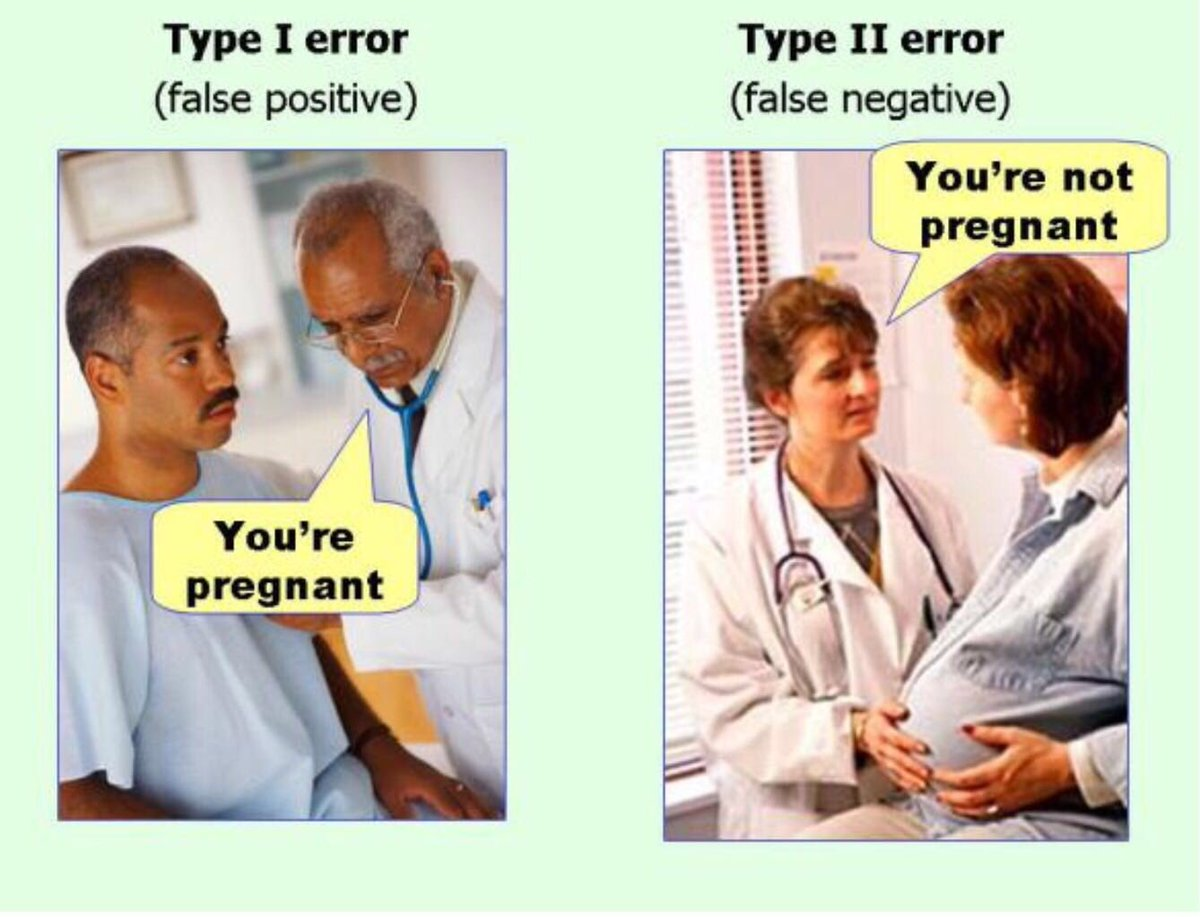 Type I error
(false positive)
You're
pregnant
Type II error
(false negative)
You're not
pregnant